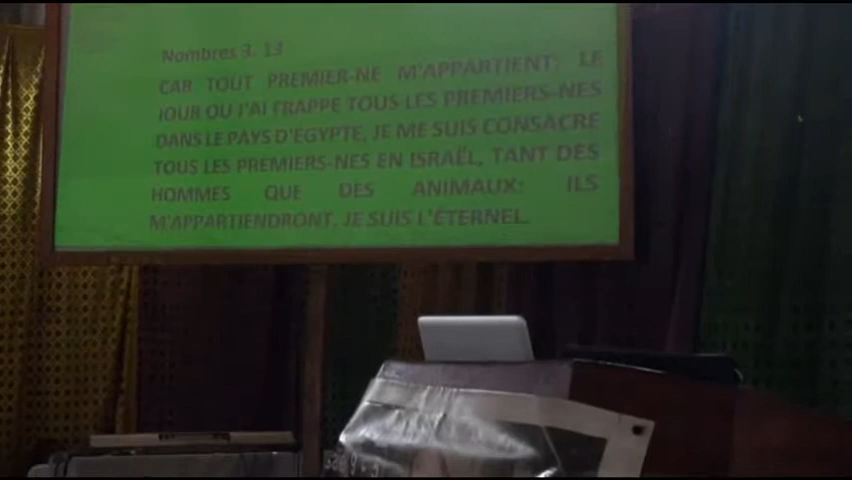 Nombres 3. 13
CAR TOUT PREMIER-NE M'APPARTIENT; LE
JOUR OU J'AI FRAPPE TOUS LES PREMIERS-NES
DANS LE PAYS D'EGYPTE, JE ME SUIS CONSACRE
TOUS LES PREMIERS-NES EN ISRAËL, TANT DES
HOMMES QUE DES ANIMAUX: ILS
M'APPARTIENDRONT. JE SUIS L'ÉTERNEL.